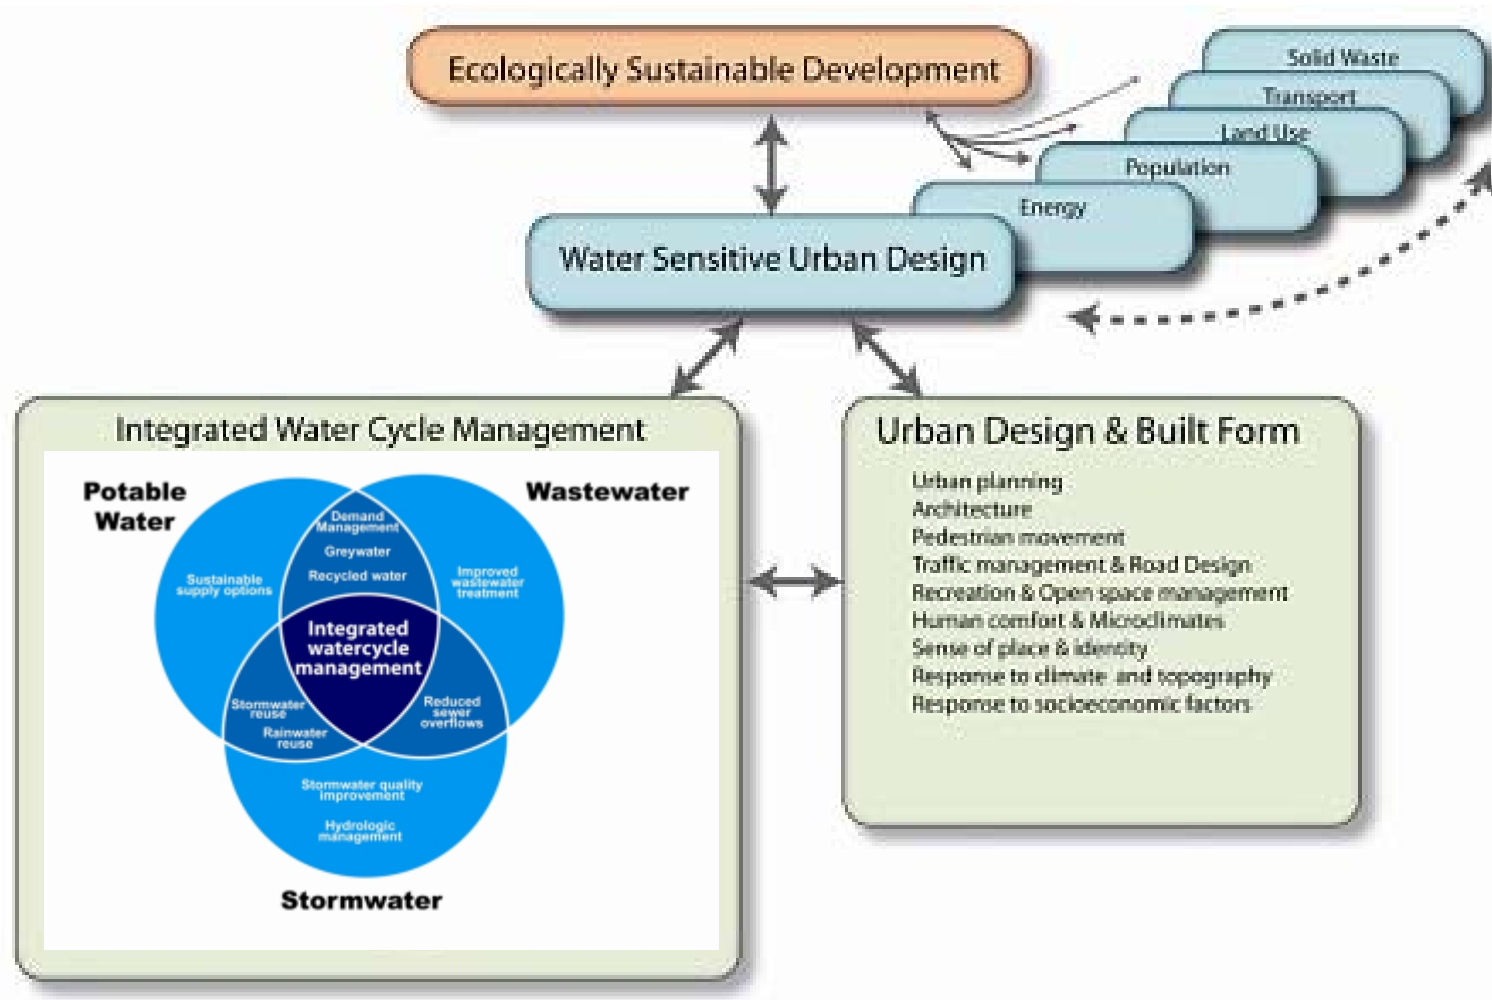 Ecologically Sustainable Development
Solid Waste
Transport
Land Use
Population
Energy
Water Sensitive Urban Design
Integrated Water Cycle Management
Potable
Water
Wastewater
Demand
Management
Greywater
Recycled water
Sustainable
supply options
Improved
wastewater
treatment
Integrated
watercycle
management
Stormwater
reuse
Rainwater
reuse
Reduced
sewer
overflows
Stormwater quality
improvement
Hydrologic
management
Stormwater
Urban Design & Built Form
Urban planning
Architecture
Pedestrian movement
Traffic management & Road Design
Recreation & Open space management
Human comfort & Microclimates
Sense of place & identity
Response to climate and topography
Response to socioeconomic factors